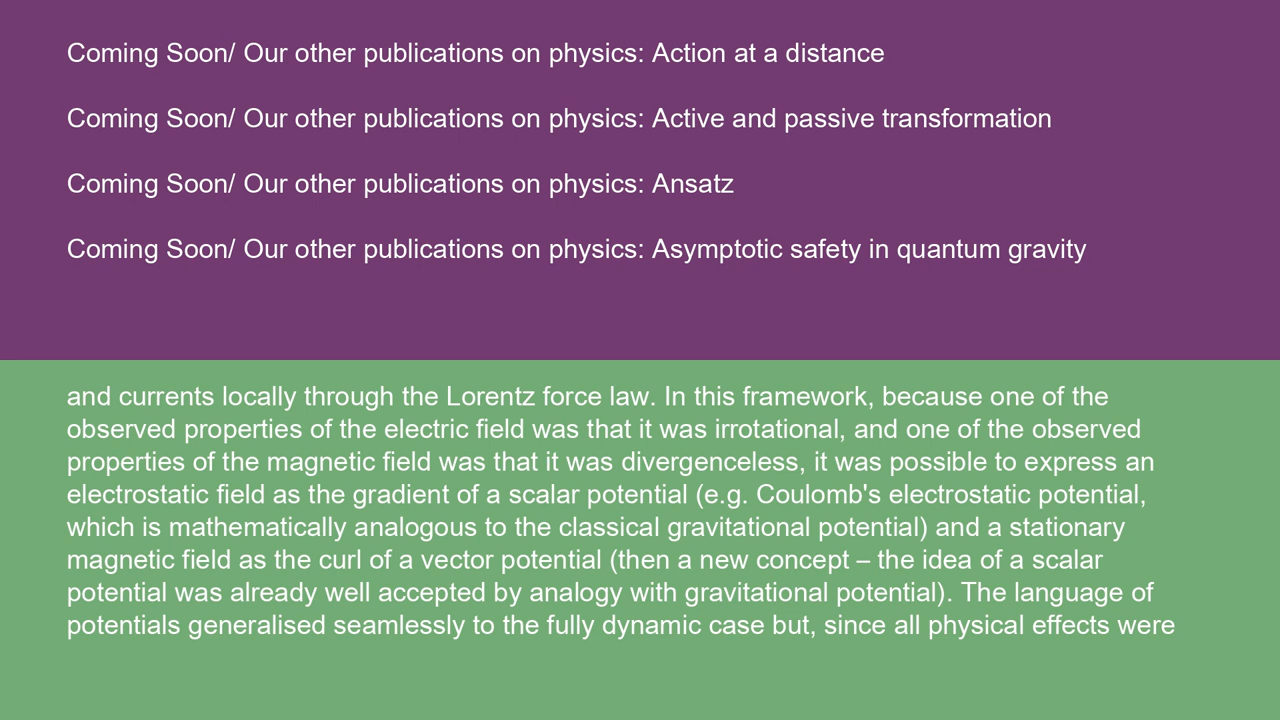 Coming Soon/ Our other publications on physics: Action at a distance
Coming Soon/ Our other publications on physics: Active and passive transformation
Coming Soon/ Our other publications on physics: Ansatz
Coming Soon/ Our other publications on physics: Asymptotic safety in quantum gravity
and currents locally through the Lorentz force law. In this framework, because one of the
observed properties of the electric field was that it was irrotational, and one of the observed
properties of the magnetic field was that it was divergenceless, it was possible to express an
electrostatic field as the gradient of a scalar potential (e.g. Coulomb's electrostatic potential,
which is mathematically analogous to the classical gravitational potential) and a stationary
magnetic field as the curl of a vector potential (then a new concept – the idea of a scalar
potential was already well accepted by analogy with gravitational potential). The language of
potentials generalised seamlessly to the fully dynamic case but, since all physical effects were